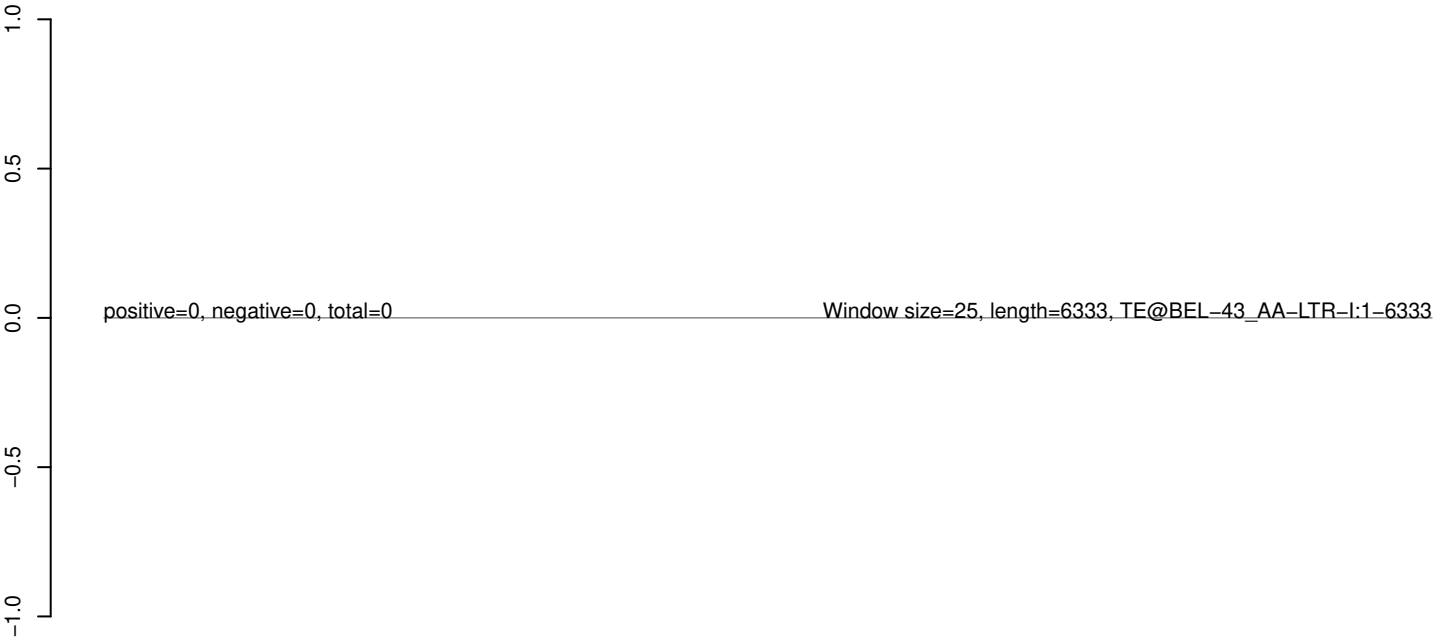 1.0
0.5
0.0
−0.5
−1.0
positive=0, negative=0, total=0
Window size=25, length=6333, TE@BEL−43_AA−LTR−I:1−6333